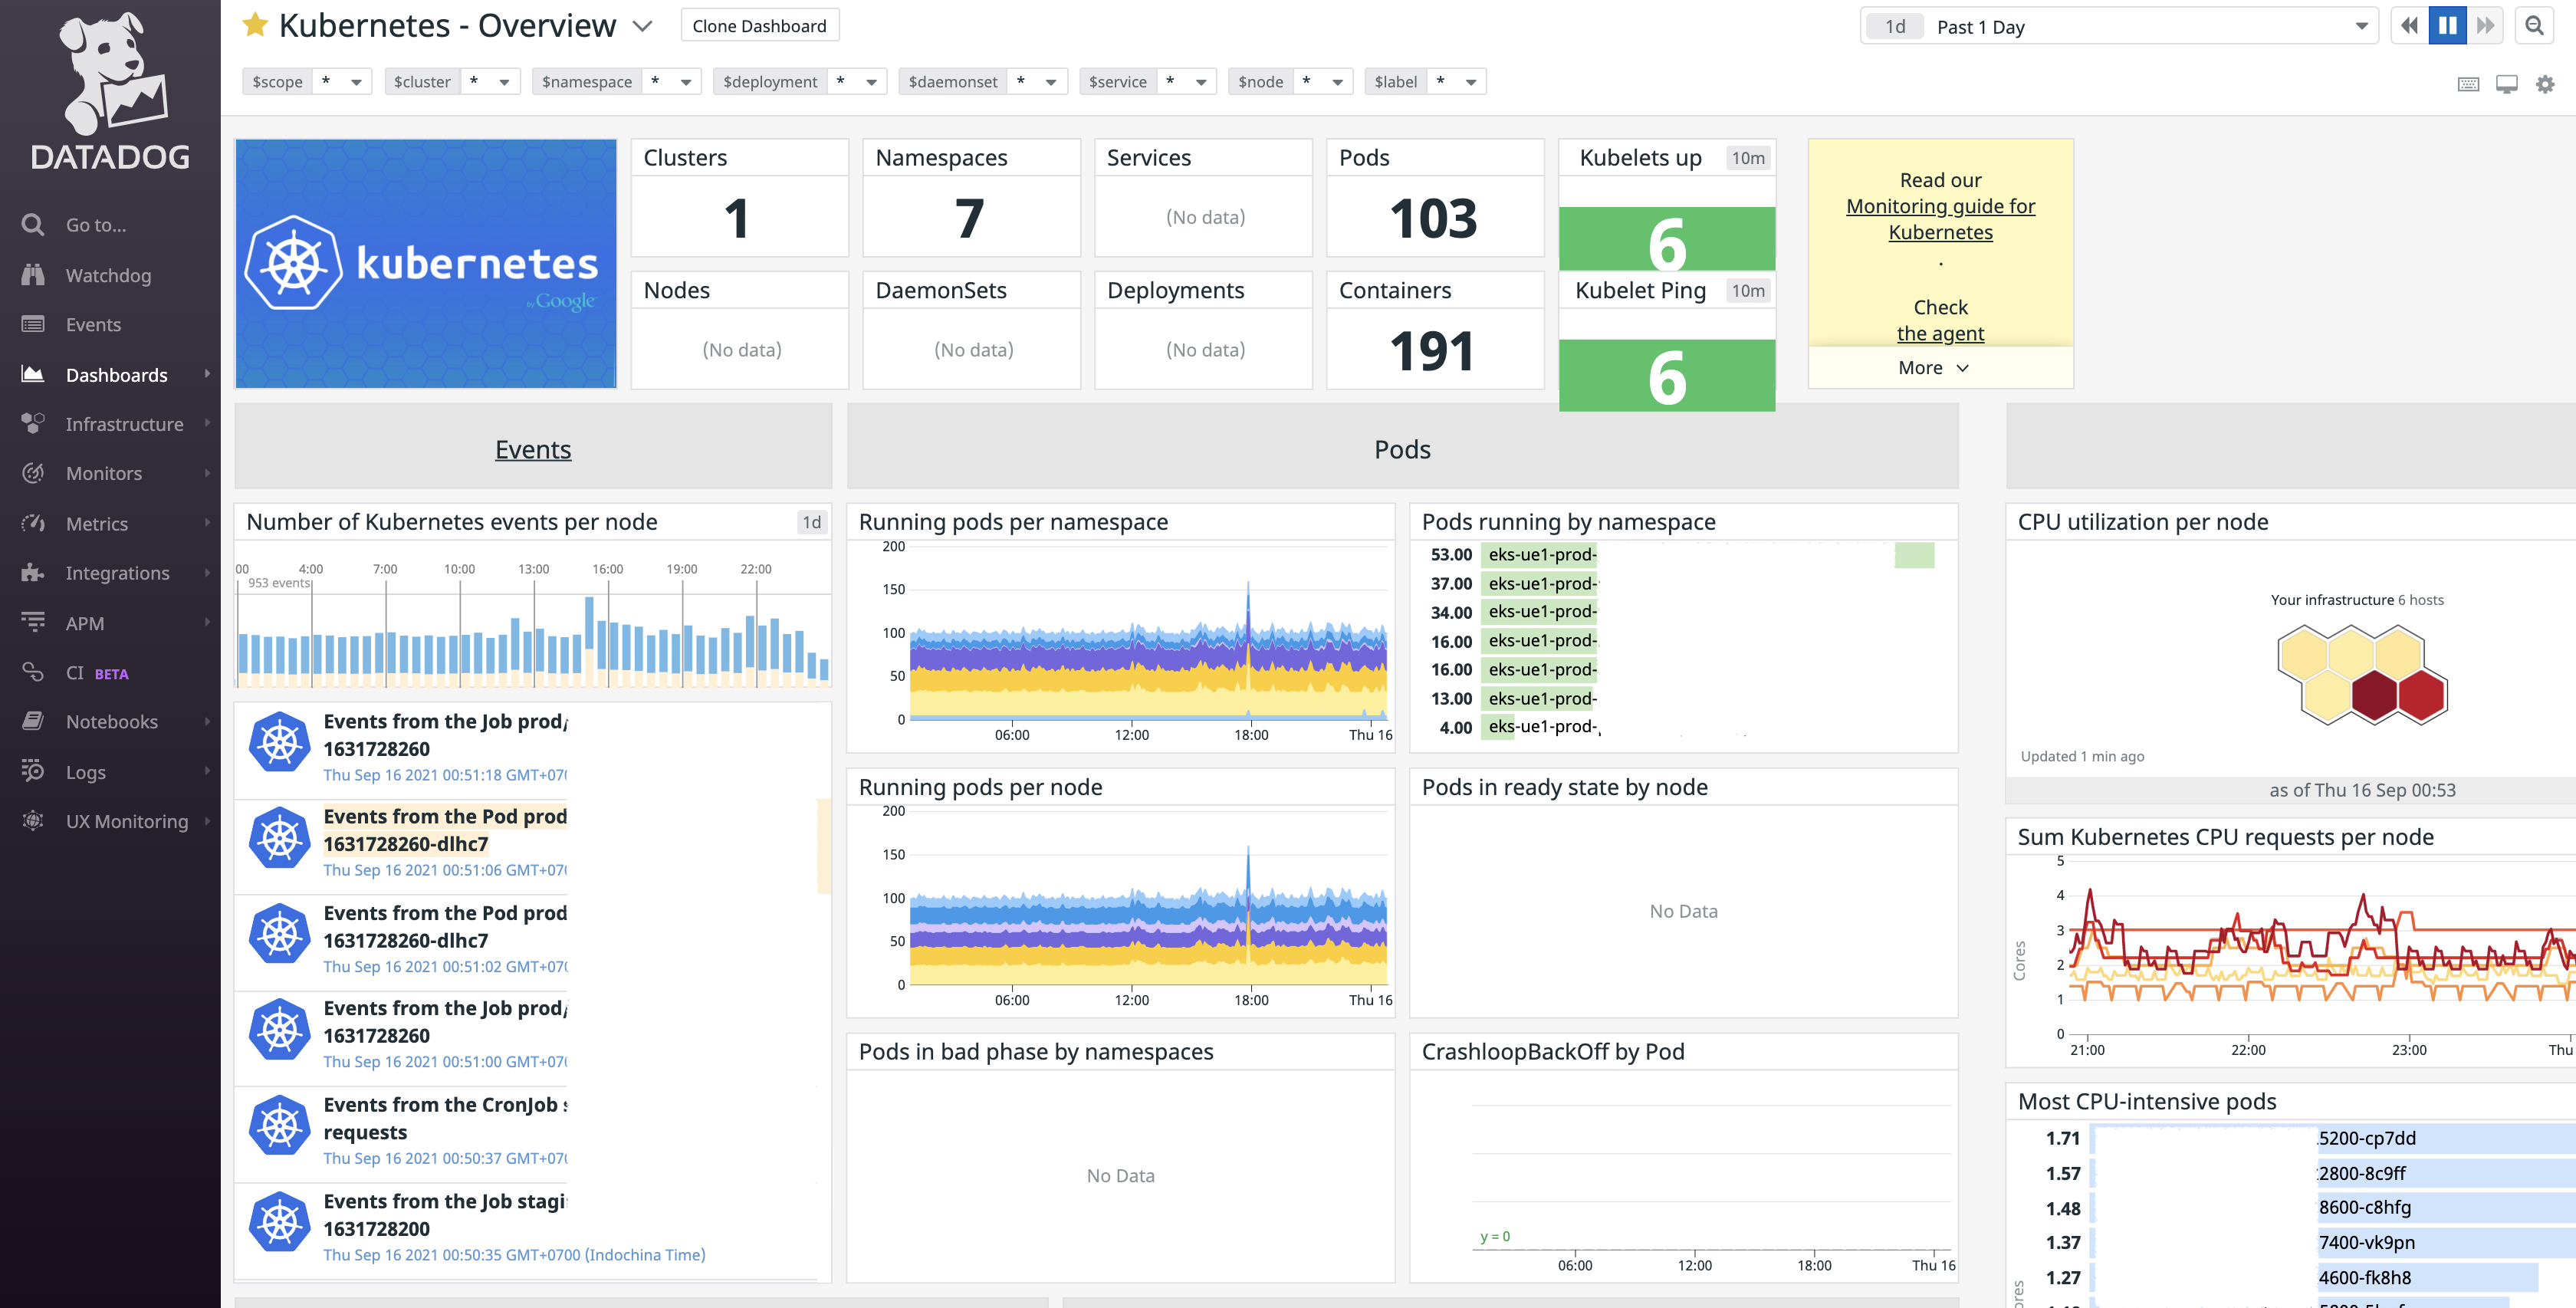 DATADOG
Go to...
Watchdog
Events
Dashboards
Infrastructure
Monitors
Metrics
Integrations
APM
CI BETA
Notebooks
Logs
UX Monitoring
Kubernetes - Overview
Clone Dashboard
1d Past 1 Day
$scope *
$cluster *
$namespace *
$deployment *
$daemonset *
$service *
$node *
$label *
kubernetes
by Google
Clusters
1
Namespaces
7
Services
(No data)
Pods
103
Kubelets up 10m
6
Nodes
(No data)
DaemonSets
(No data)
Deployments
(No data)
Containers
191
Kubelet Ping 10m
6
Read our
Monitoring guide for
Kubernetes
.
Check
the agent
More
Events
Number of Kubernetes events per node 1d
00 4:00 7:00 10:00 13:00 16:00 19:00 22:00
953 events
Events from the Job prod/
1631728260
Thu Sep 16 2021 00:51:18 GMT+070
Events from the Pod prod
1631728260-dlhc7
Thu Sep 16 2021 00:51:06 GMT+070
Events from the Pod prod
1631728260-dlhc7
Thu Sep 16 2021 00:51:02 GMT+070
Events from the Job prod/
1631728260
Thu Sep 16 2021 00:51:00 GMT+070
Events from the CronJob s
requests
Thu Sep 16 2021 00:50:37 GMT+070
Events from the Job stagi
1631728200
Thu Sep 16 2021 00:50:35 GMT+0700 (Indochina Time)
Pods
Running pods per namespace
200
150
100
50
0
06:00 12:00 18:00 Thu 16
Pods running by namespace
53.00 eks-ue1-prod-
37.00 eks-ue1-prod-
34.00 eks-ue1-prod-
16.00 eks-ue1-prod-
16.00 eks-ue1-prod-
13.00 eks-ue1-prod-
4.00 eks-ue1-prod-
Running pods per node
200
150
100
50
0
06:00 12:00 18:00 Thu 16
Pods in ready state by node
No Data
Pods in bad phase by namespaces
No Data
CrashloopBackOff by Pod
y = 0
06:00 12:00 18:00 Thu 16
CPU utilization per node
Your infrastructure 6 hosts
Updated 1 min ago
as of Thu 16 Sep 00:53
Sum Kubernetes CPU requests per node
Cores
5
4
3
2
1
0
21:00 22:00 23:00 Thu
Most CPU-intensive pods
1.71 5200-cp7dd
1.57 2800-8c9ff
1.48 8600-c8hfg
1.37 7400-vk9pn
1.27 4600-fk8h8